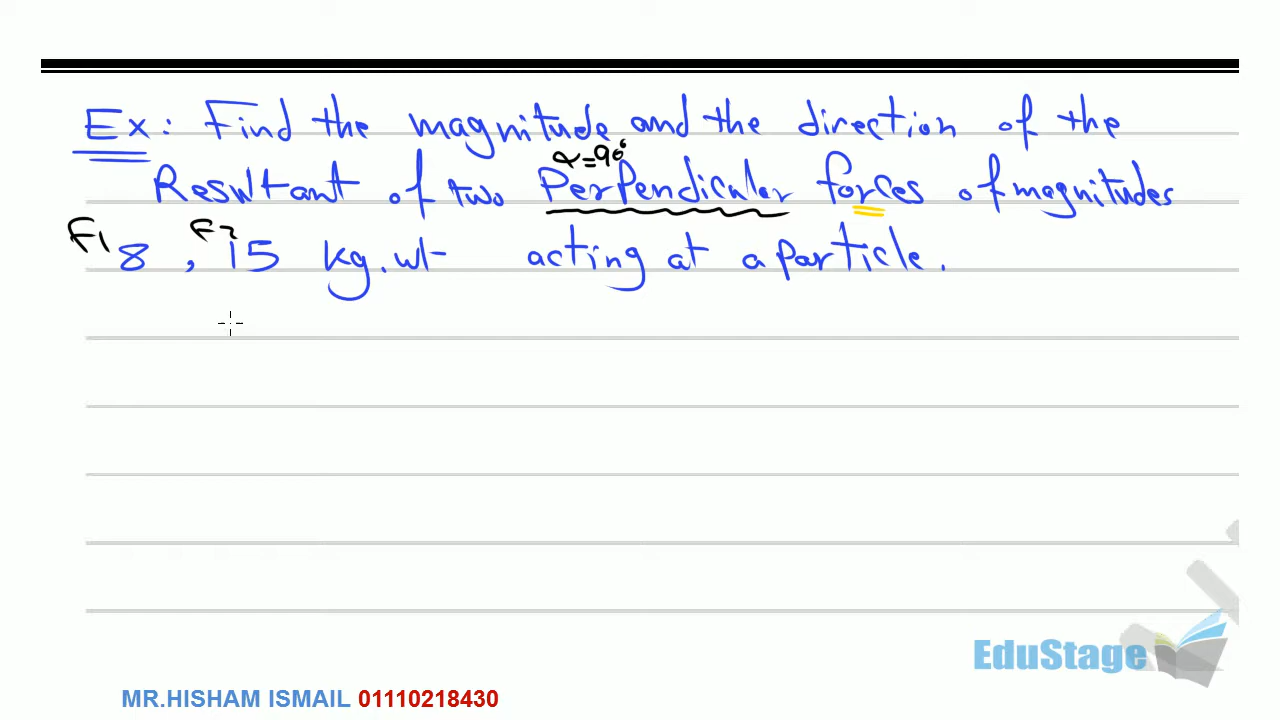 Ex: Find the magnitude and the direction of the
α=90°
Resultant of two Perpendicular forces of magnitudes
F1 8 , F2 15 kg.wt acting at a particle.
EduStage
MR.HISHAM ISMAIL 01110218430